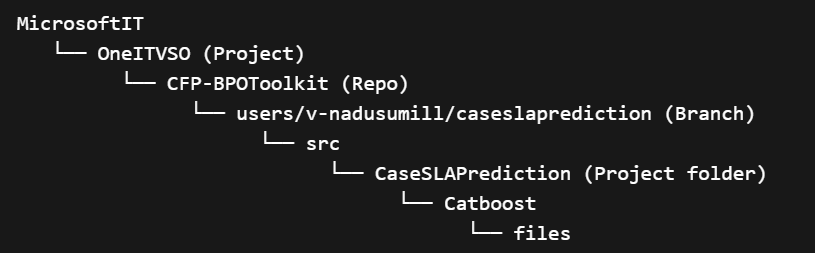 MicrosoftIT
└── OneITVSO (Project)
└── CFP-BPOToolkit (Repo)
└── users/v-nadusumill/caseslaprediction (Branch)
└── src
└── CaseSLAPrediction (Project folder)
└── Catboost
└── files